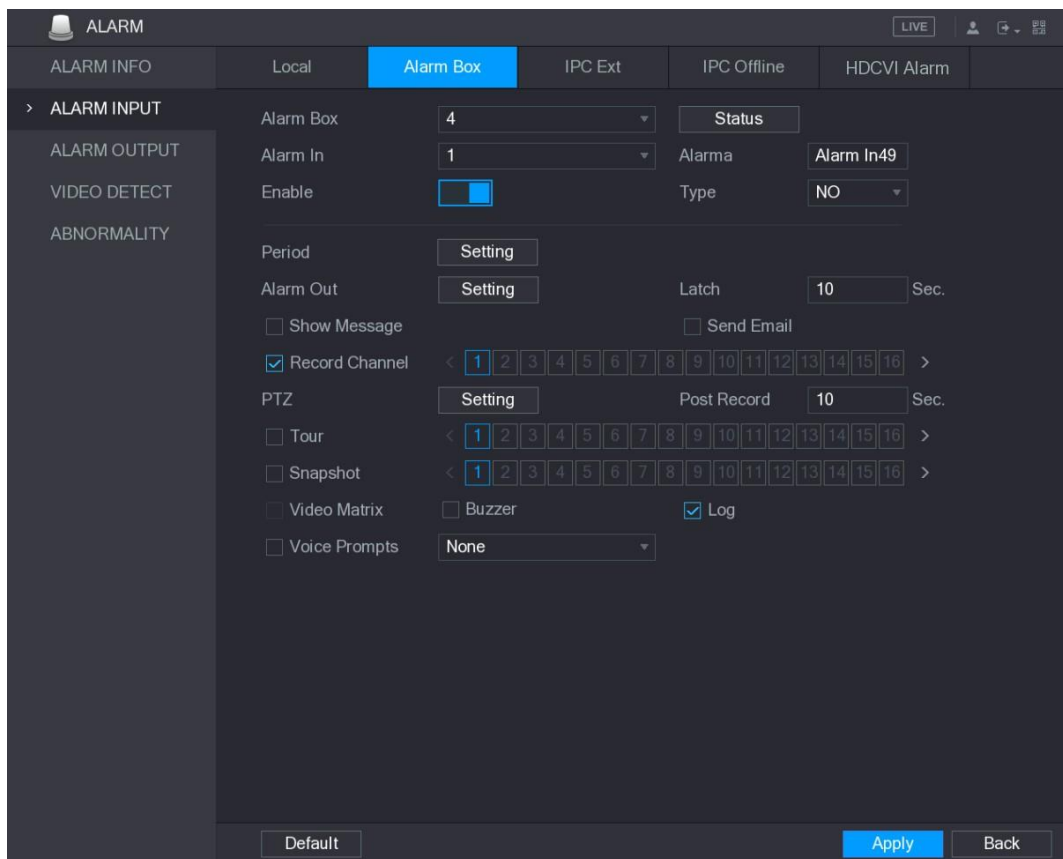 ALARM LIVE
ALARM INFO Local Alarm Box IPC Ext IPC Offline HDCVI Alarm
> ALARM INPUT Alarm Box 4 Status
ALARM OUTPUT Alarm In 1 Alarma Alarm In49
VIDEO DETECT Enable Type NO
ABNORMALITY
Period Setting
Alarm Out Setting Latch 10 Sec.
Show Message Send Email
Record Channel < 1 2 3 4 5 6 7 8 9 10 11 12 13 14 15 16 >
PTZ Setting Post Record 10 Sec.
Tour < 1 2 3 4 5 6 7 8 9 10 11 12 13 14 15 16 >
Snapshot < 1 2 3 4 5 6 7 8 9 10 11 12 13 14 15 16 >
Video Matrix Buzzer Log
Voice Prompts None
Default Apply Back